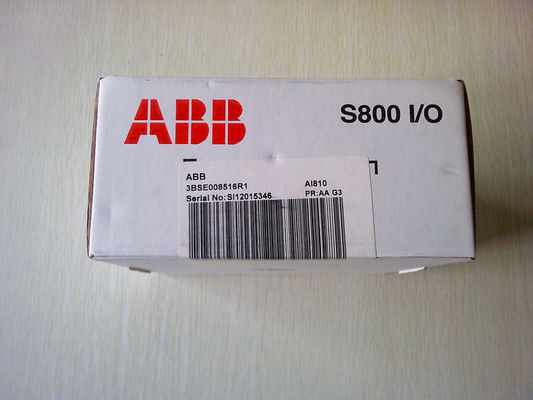 ABB
S800 I/O
ABB
3BSE008516R1 AI810
Serial No:SI12015346 PR:AA G3